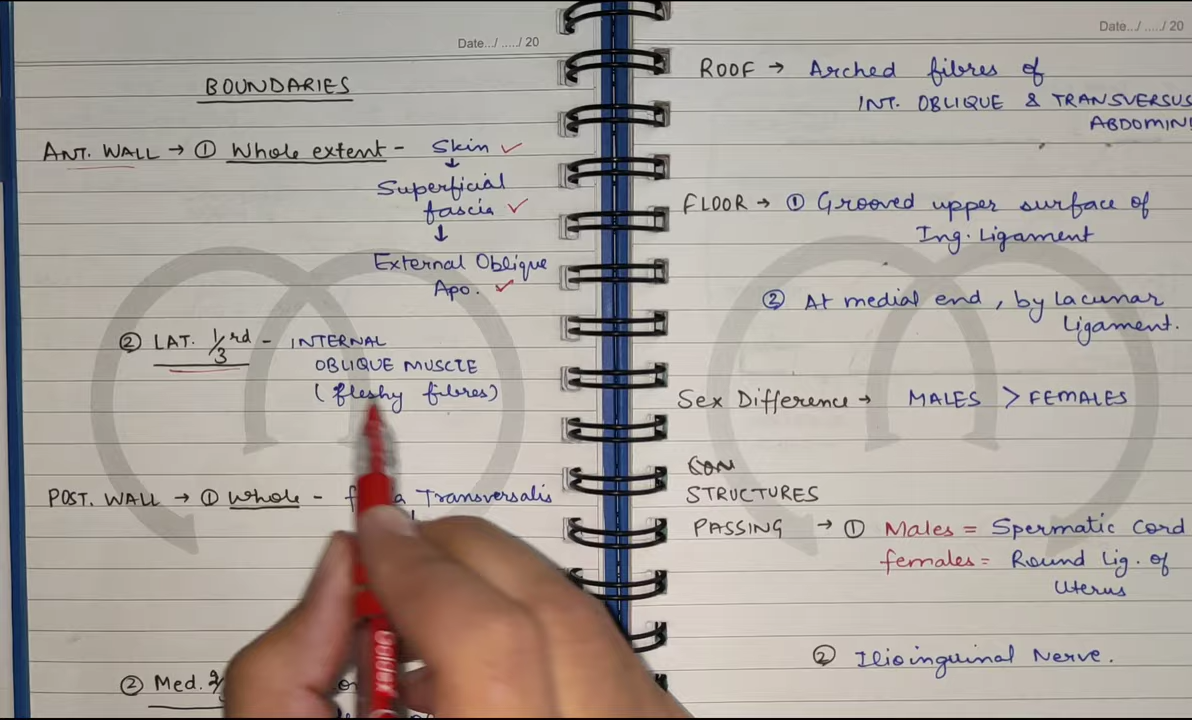 Date.../ ...../ 20
BOUNDARIES
ANT. WALL → ① Whole extent - Skin ✓
↓
Superficial
fascia ✓
↓
External Oblique
Apo. ✓
② LAT. 1/3 rd - INTERNAL
OBLIQUE MUSCLE
(fleshy fibres)
POST. WALL → ① Whole - Transversalis
② Med.
Date.../ ...../ 20
ROOF → Arched fibres of
INT. OBLIQUE & TRANSVERSUS
ABDOMINI
FLOOR → ① Grooved upper surface of
Ing. Ligament
② At medial end, by Lacunar
Ligament.
Sex Difference → MALES > FEMALES
STRUCTURES
PASSING → ① Males = Spermatic Cord
females = Round Lig. of
Uterus
② Ilioinguinal Nerve.
goldex